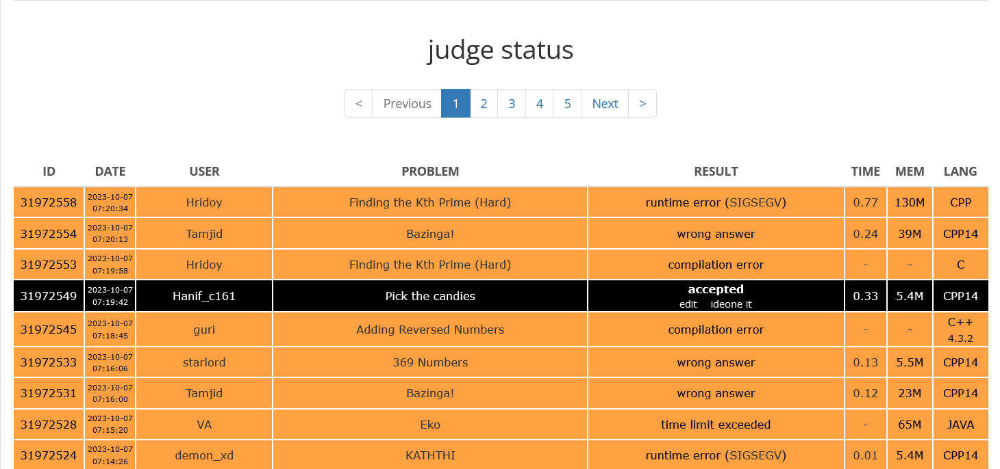 judge status
< Previous 1 2 3 4 5 Next >
ID DATE USER PROBLEM RESULT TIME MEM LANG
31972558 2023-10-07 07:20:34 Hridoy Finding the Kth Prime (Hard) runtime error (SIGSEGV) 0.77 130M CPP
31972554 2023-10-07 07:20:13 Tamjid Bazinga! wrong answer 0.24 39M CPP14
31972553 2023-10-07 07:19:58 Hridoy Finding the Kth Prime (Hard) compilation error - - C
31972549 2023-10-07 07:19:42 Hanif_c161 Pick the candies accepted edit ideone it 0.33 5.4M CPP14
31972545 2023-10-07 07:18:45 guri Adding Reversed Numbers compilation error - - C++ 4.3.2
31972533 2023-10-07 07:16:06 starlord 369 Numbers wrong answer 0.13 5.5M CPP14
31972531 2023-10-07 07:16:00 Tamjid Bazinga! wrong answer 0.12 23M CPP14
31972528 2023-10-07 07:15:20 VA Eko time limit exceeded - 65M JAVA
31972524 2023-10-07 07:14:26 demon_xd KATHTHI runtime error (SIGSEGV) 0.01 5.4M CPP14